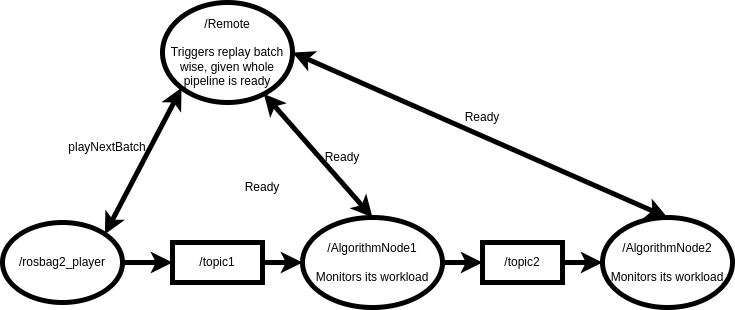 /Remote
Triggers replay batch
wise, given whole
pipeline is ready
Ready
playNextBatch
Ready
Ready
/rosbag2_player
/topic1
/AlgorithmNode1
Monitors its workload
/topic2
/AlgorithmNode2
Monitors its workload